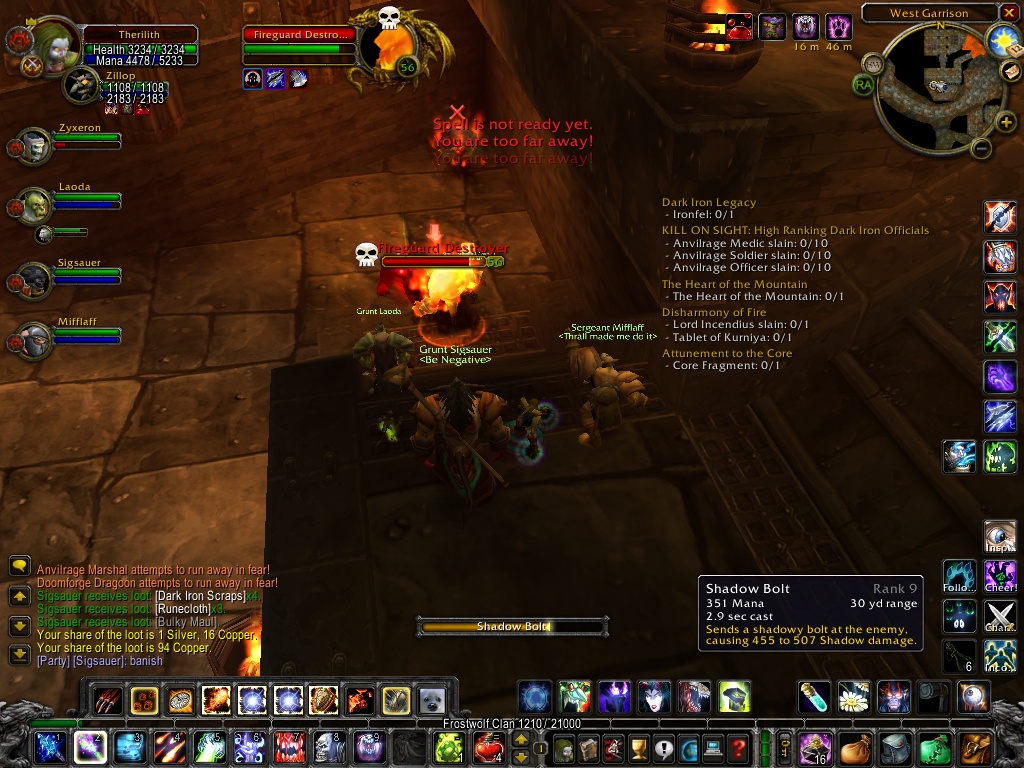 Therilith
Health 3234 / 3234
Mana 4478 / 5233
Zillop
1108 / 1108
2183 / 2183
Zyxeron
Laoda
Sigsauer
Mifflaff
Fireguard Destro...
56
16 m
46 m
West Garrison
N
RA
Spell is not ready yet.
You are too far away!
You are too far away!
Fireguard Destroyer
56
Grunt Laoda
Grunt Sigsauer
<Be Negative>
Sergeant Mifflaff
<Thrall made me do it>
Dark Iron Legacy
- Ironfel: 0/1
KILL ON SIGHT: High Ranking Dark Iron Officials
- Anvilrage Medic slain: 0/10
- Anvilrage Soldier slain: 0/10
- Anvilrage Officer slain: 0/10
The Heart of the Mountain
- The Heart of the Mountain: 0/1
Disharmony of Fire
- Lord Incendius slain: 0/1
- Tablet of Kurniya: 0/1
Attunement to the Core
- Core Fragment: 0/1
Anvilrage Marshal attempts to run away in fear!
Doomforge Dragoon attempts to run away in fear!
Sigsauer receives loot: [Dark Iron Scraps]x4.
Sigsauer receives loot: [Runecloth]x3.
Sigsauer receives loot: [Bulky Maul].
Your share of the loot is 1 Silver, 16 Copper.
Your share of the loot is 94 Copper.
[Party] [Sigsauer]: banish
Shadow Bolt
Shadow Bolt Rank 9
351 Mana 30 yd range
2.9 sec cast
Sends a shadowy bolt at the enemy,
causing 455 to 507 Shadow damage.
Insp
Follo... Cheer!
Char...
6 Inco...
Frostwolf Clan 1210 / 21000
1
16